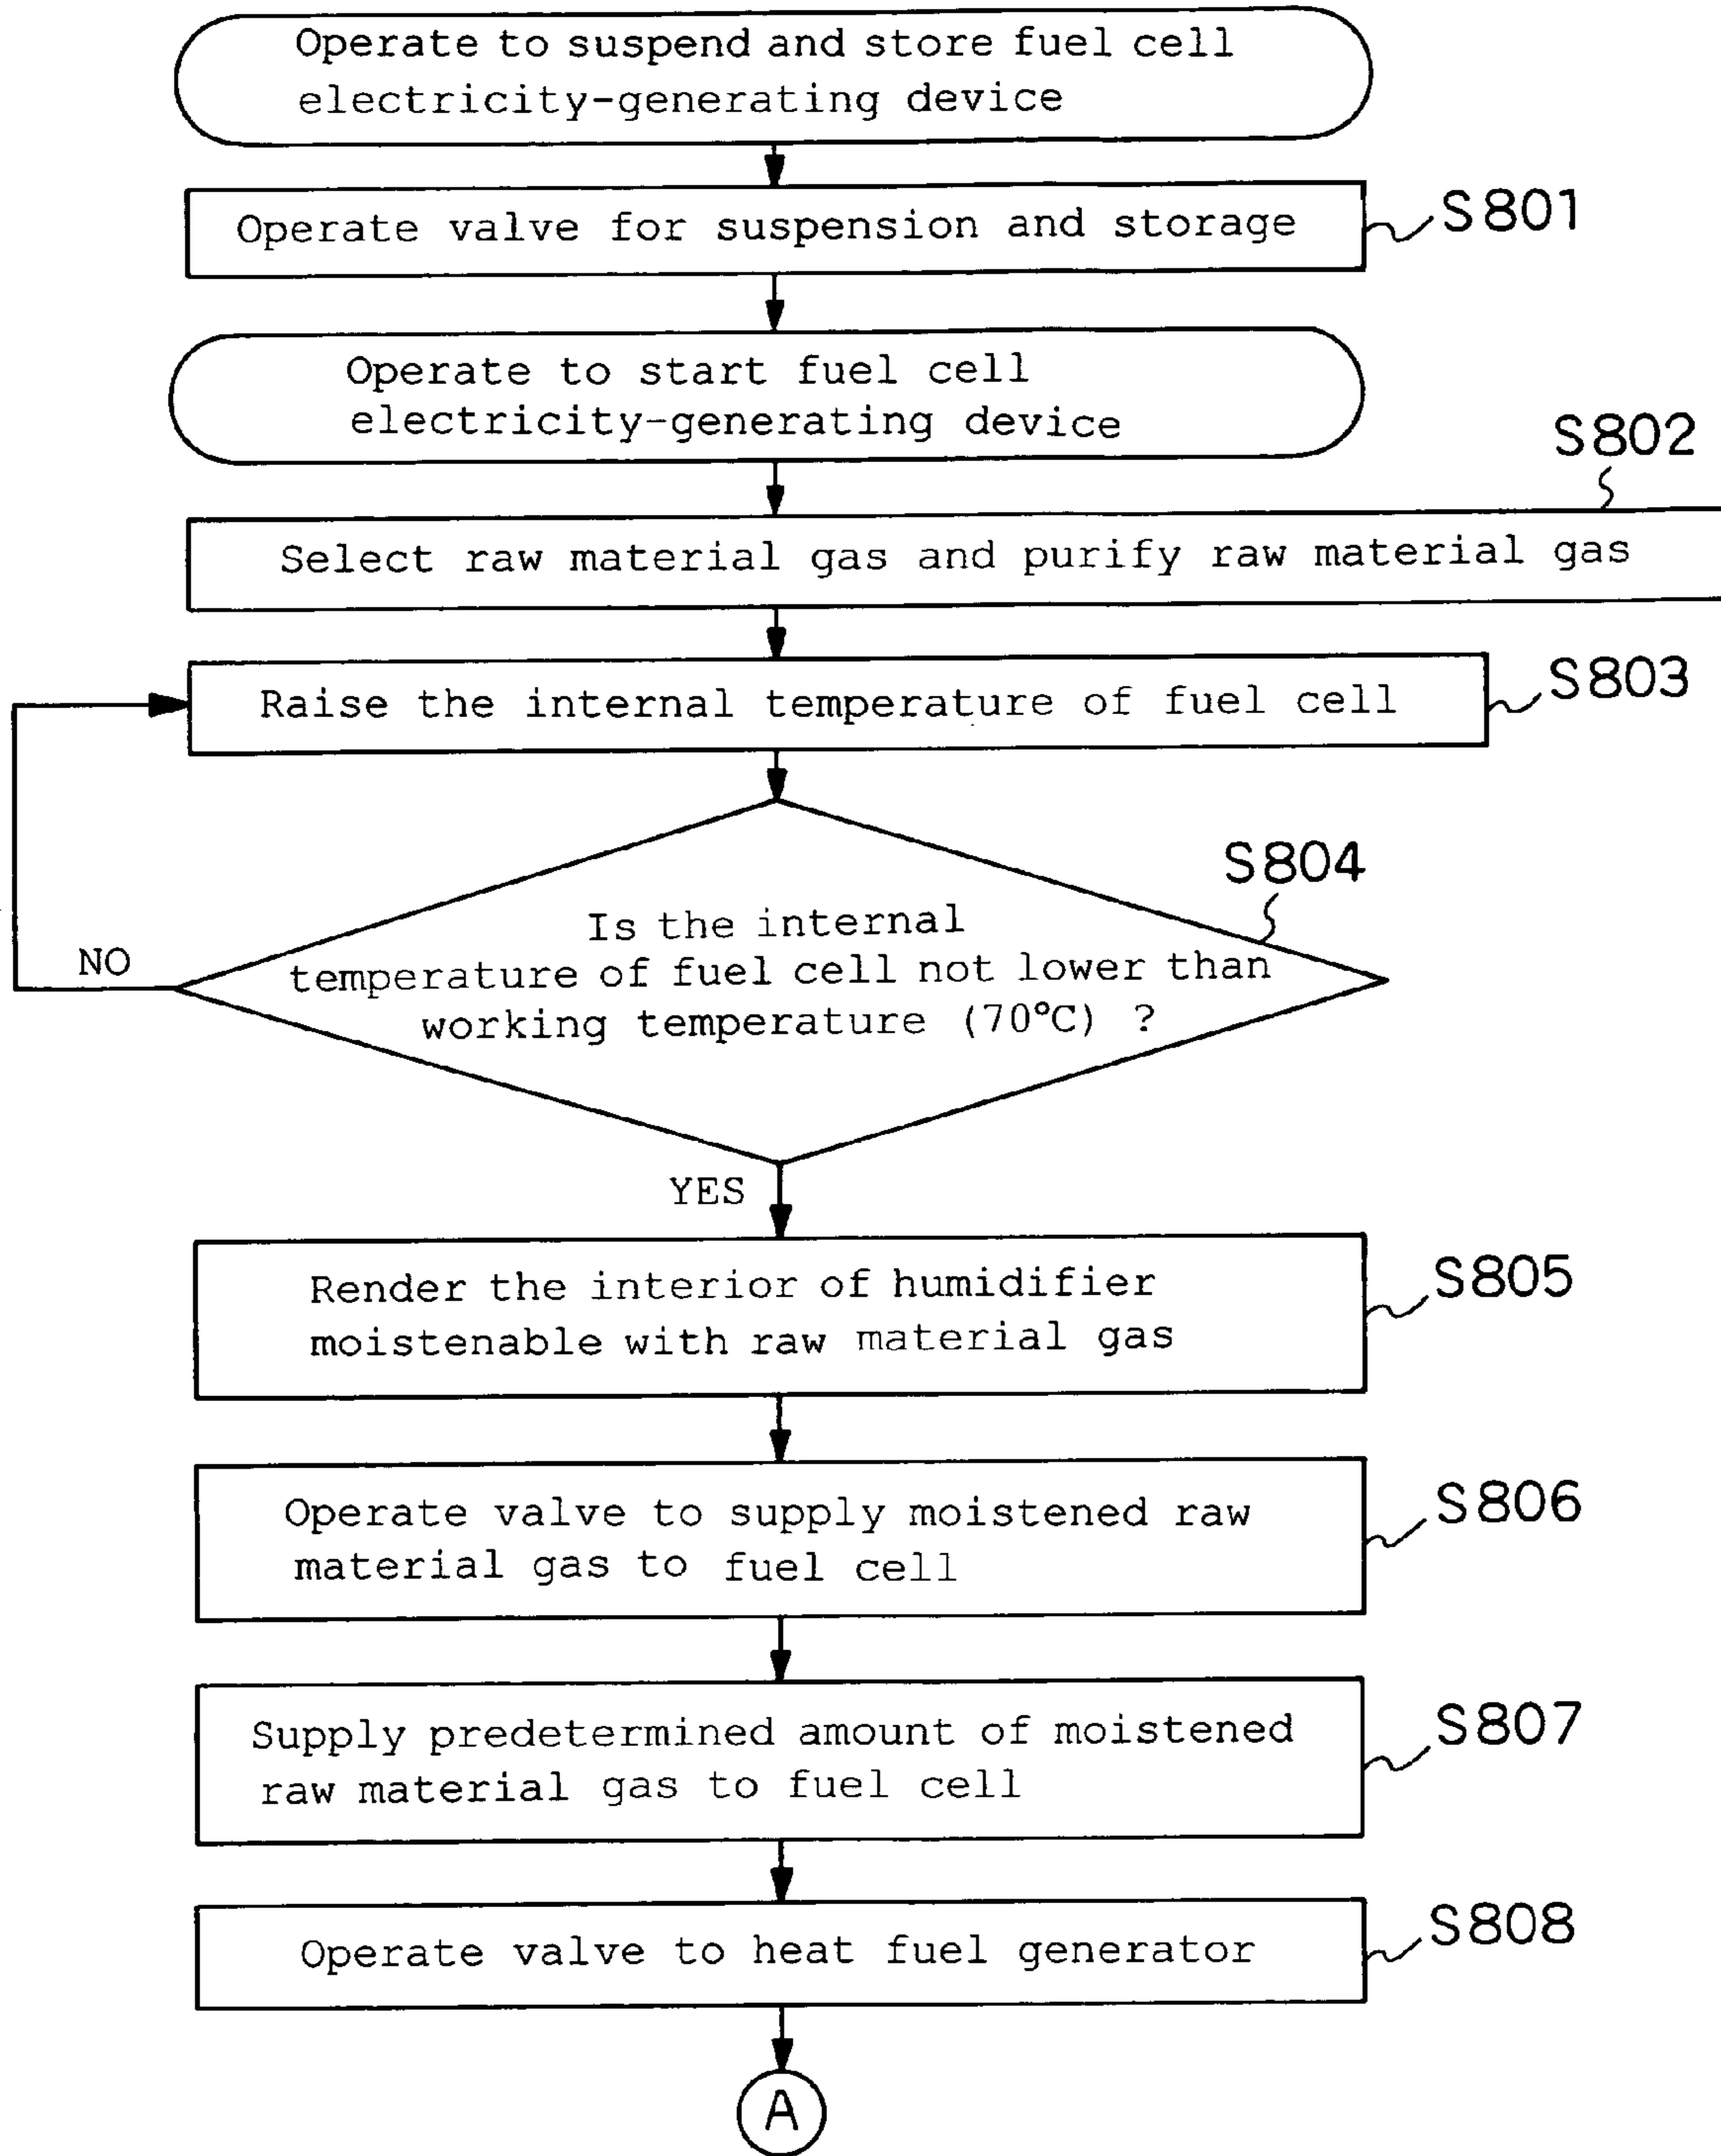 Operate to suspend and store fuel cell
electricity-generating device
Operate valve for suspension and storage
S801
Operate to start fuel cell
electricity-generating device
S802
Select raw material gas and purify raw material gas
Raise the internal temperature of fuel cell
S803
S804
Is the internal
temperature of fuel cell not lower than
working temperature (70°C) ?
NO
YES
Render the interior of humidifier
moistenable with raw material gas
S805
Operate valve to supply moistened raw
material gas to fuel cell
S806
Supply predetermined amount of moistened
raw material gas to fuel cell
S807
Operate valve to heat fuel generator
S808
A